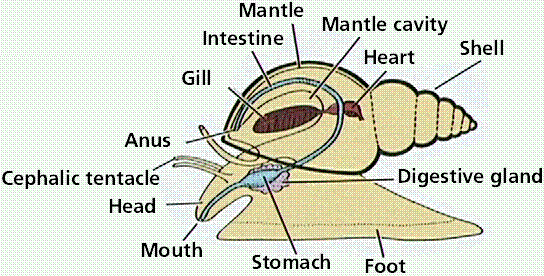 Mantle
Mantle cavity
Intestine
Heart
Shell
Gill
Anus
Cephalic tentacle
Digestive gland
Head
Mouth
Stomach
Foot